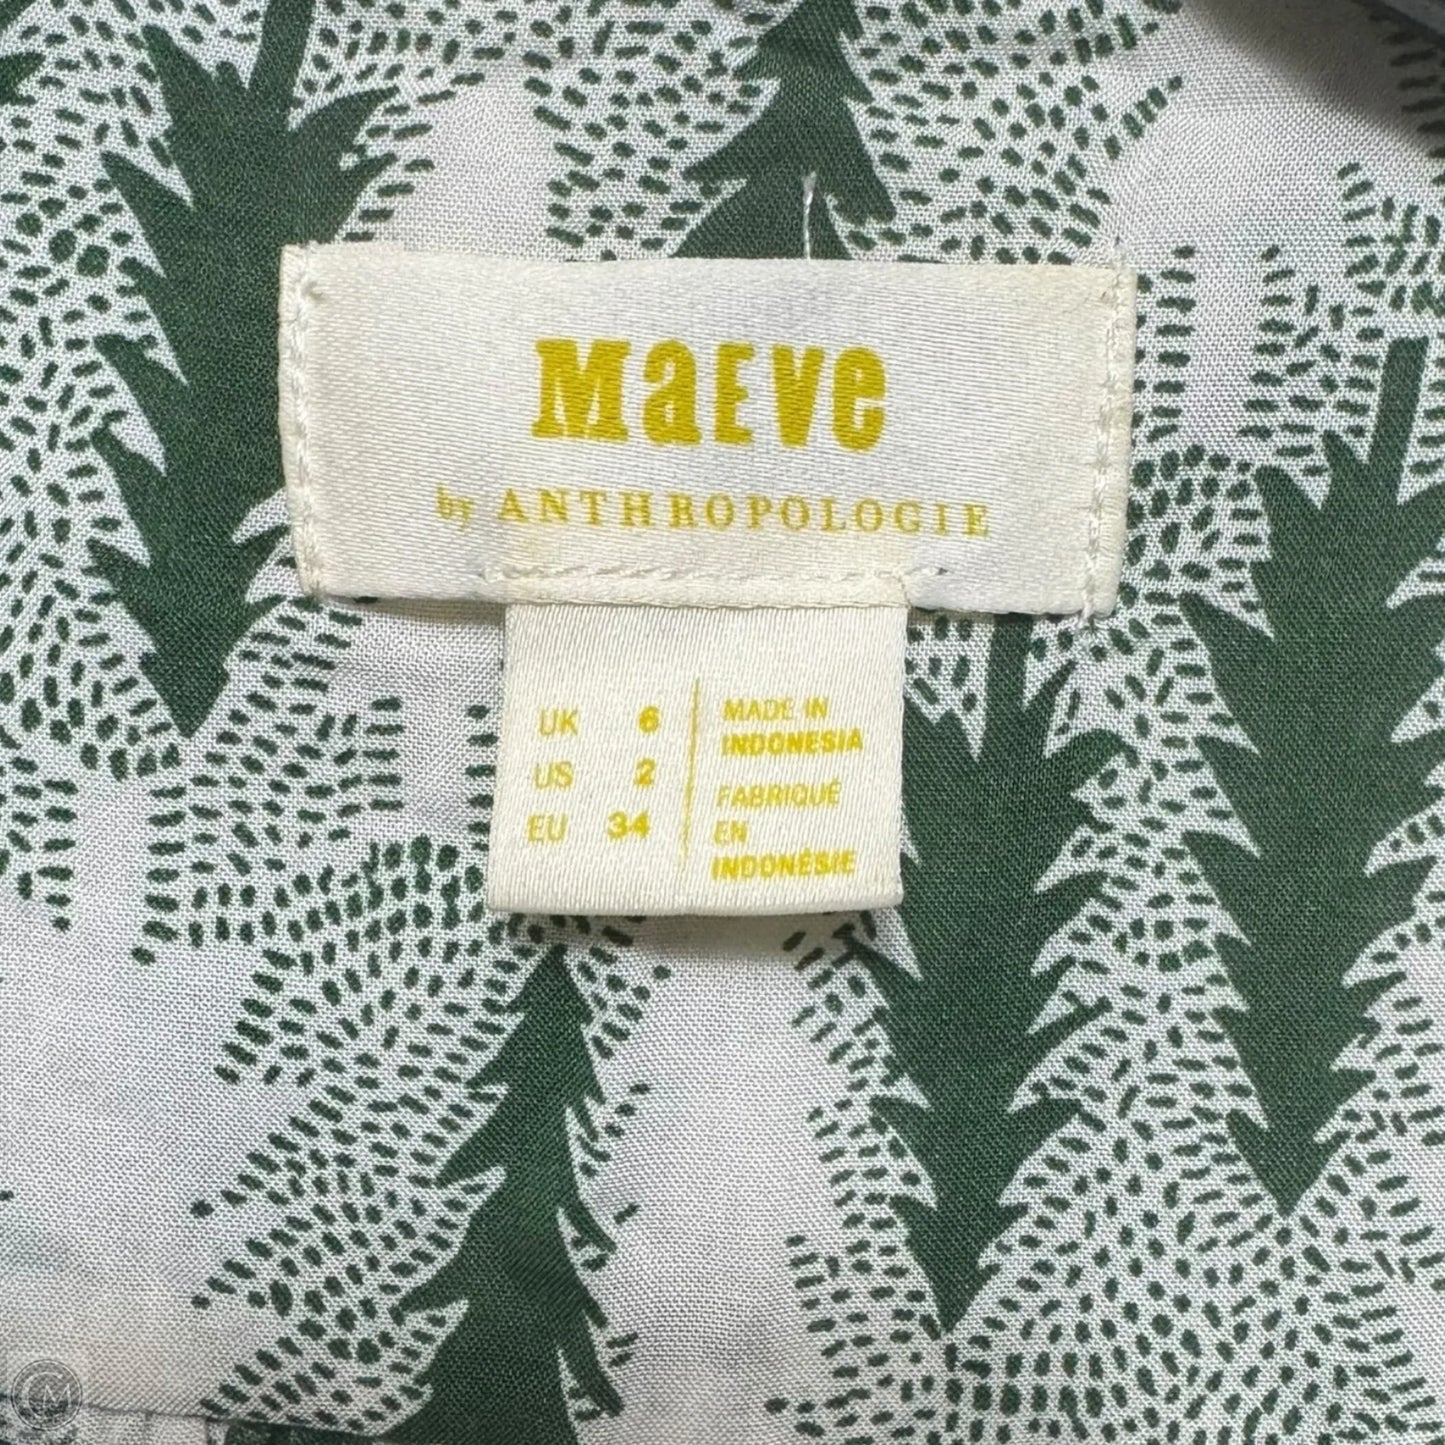 MaEVe
by ANTHROPOLOGIE
UK 6
US 2
EU 34
MADE IN
INDONESIA
FABRIQUÉ
EN
INDONÉSIE